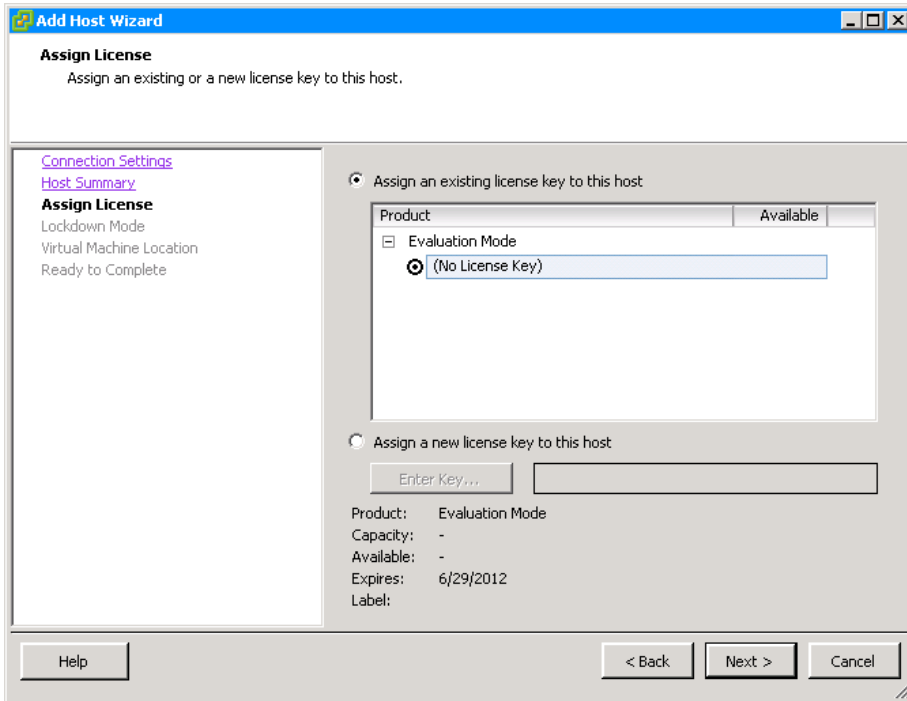 Add Host Wizard
Assign License
Assign an existing or a new license key to this host.
Connection Settings
Host Summary
Assign License
Lockdown Mode
Virtual Machine Location
Ready to Complete
Assign an existing license key to this host
Product Available
Evaluation Mode
(No License Key)
Assign a new license key to this host
Enter Key...
Product: Evaluation Mode
Capacity: -
Available: -
Expires: 6/29/2012
Label:
Help < Back Next > Cancel